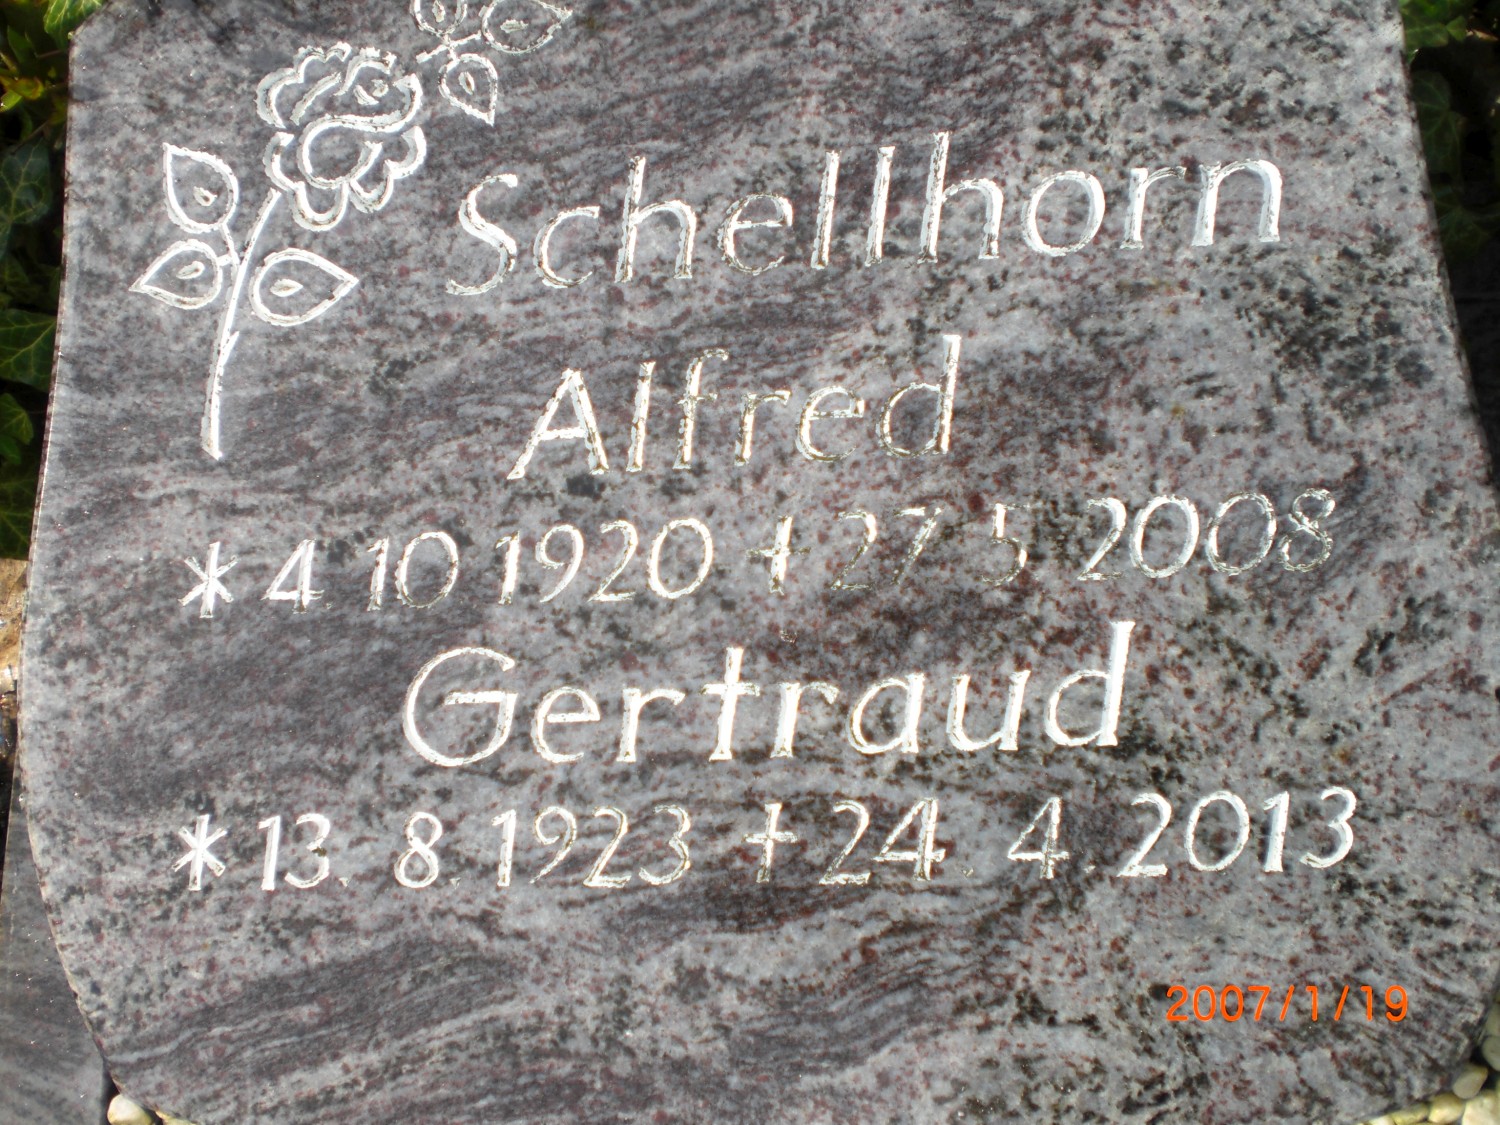 Schellhorn
Alfred
* 4. 10 1920 + 27 5 2008
Gertraud
* 13. 8. 1923 + 24. 4. 2013
2007/1/19